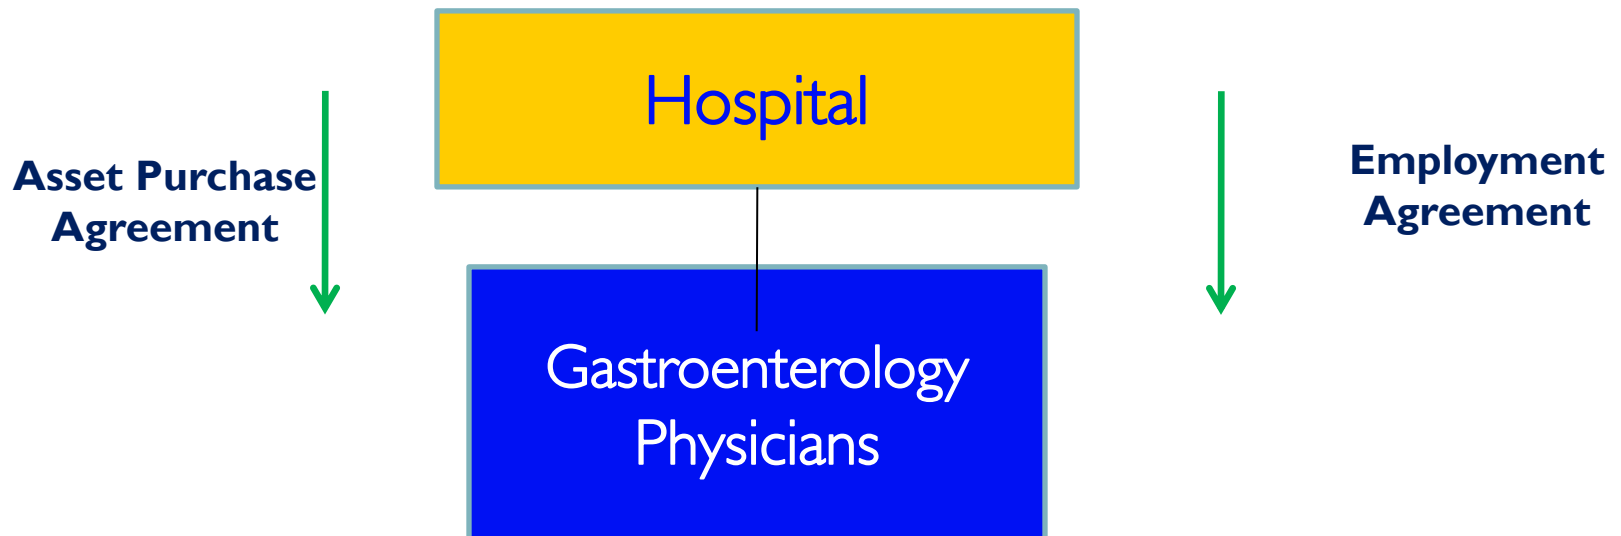 Hospital
Asset Purchase
Agreement
Employment
Agreement
Gastroenterology
Physicians